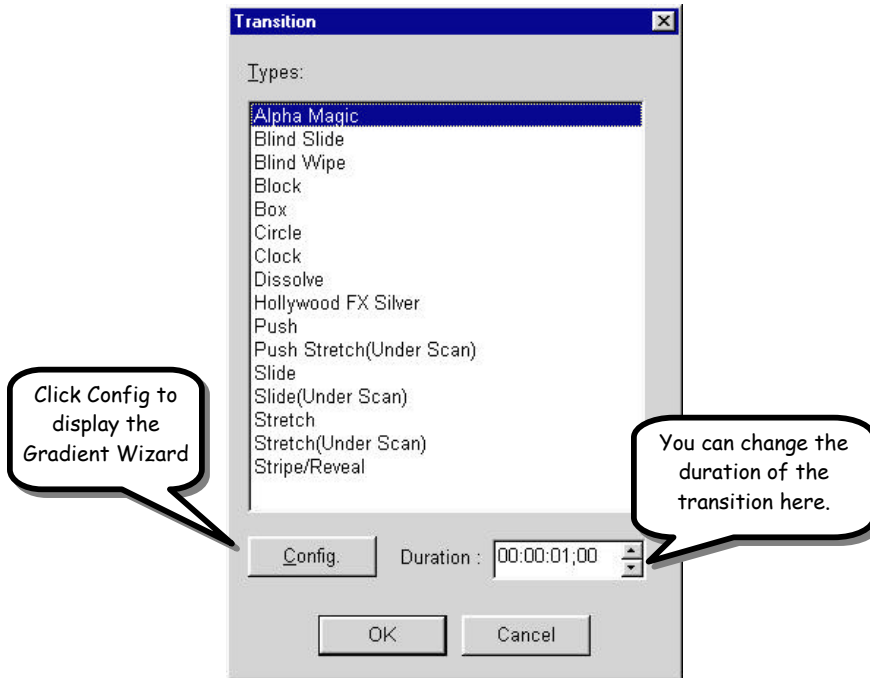 Transition
Types:
Alpha Magic
Blind Slide
Blind Wipe
Block
Box
Circle
Clock
Dissolve
Hollywood FX Silver
Push
Push Stretch(Under Scan)
Slide
Slide(Under Scan)
Stretch
Stretch(Under Scan)
Stripe/Reveal
Click Config to
display the
Gradient Wizard
You can change the
duration of the
transition here.
Config.
Duration :
00:00:01;00
OK
Cancel